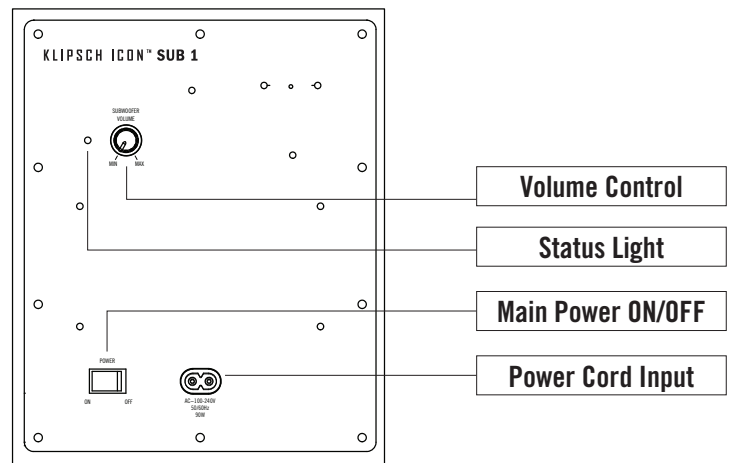 KLIPSCH ICON™ SUB 1
SUBWOOFER
VOLUME
MIN MAX
Volume Control
Status Light
Main Power ON/OFF
Power Cord Input
POWER
ON OFF
AC~100-240V
50/60Hz
90W